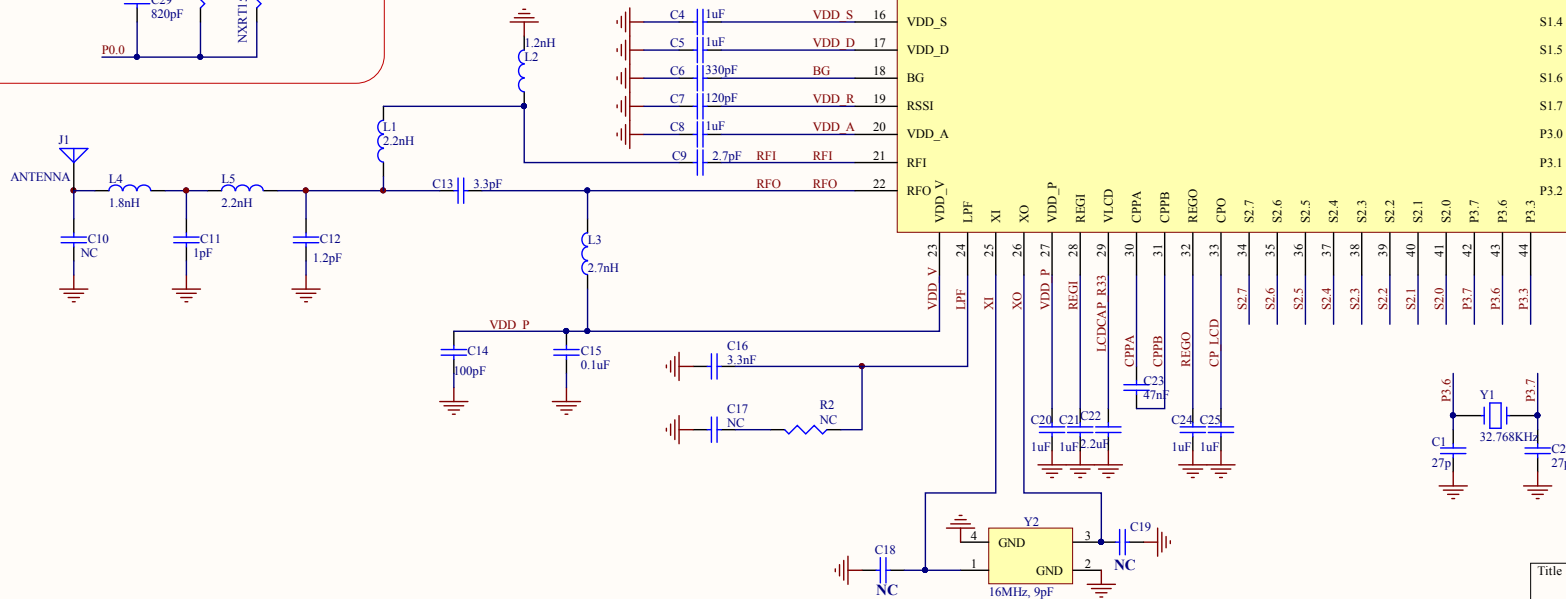 C29
820pF
P0.0
C4
1uF
VDD_S
16
VDD_S
C5
1uF
VDD_D
17
VDD_D
C6
330pF
BG
18
BG
C7
120pF
VDD_R
19
RSSI
C8
1uF
VDD_A
20
VDD_A
C9
2.7pF
RFI
RFI
21
RFI
RFO
RFO
22
RFO
S1.4
S1.5
S1.6
S1.7
P3.0
P3.1
P3.2
1.2nH
L2
L1
2.2nH
J1
ANTENNA
L4
1.8nH
L5
2.2nH
C13
3.3pF
C10
NC
C11
1pF
C12
1.2pF
L3
2.7nH
VDD_P
C14
100pF
C15
0.1uF
C16
3.3nF
C17
NC
R2
NC
VDD_V
LPF
XI
XO
VDD_P
REGI
VLCD
CPPA
CPPB
REGO
CPO
S2.7
S2.6
S2.5
S2.4
S2.3
S2.2
S2.1
S2.0
P3.7
P3.6
P3.3
23
24
25
26
27
28
29
30
31
32
33
34
35
36
37
38
39
40
41
42
43
44
VDD_V
LPF
XI
XO
VDD_P
REGI
LCDCAP_R33
CPPA
CPPB
REGO
CP_LCD
S2.7
S2.6
S2.5
S2.4
S2.3
S2.2
S2.1
S2.0
P3.7
P3.6
P3.3
C23
47nF
C20
1uF
C21
1uF
C22
2.2uF
C24
1uF
C25
1uF
P3.6
P3.7
Y1
32.768KHz
C1
27p
C2
27p
Y2
4
GND
3
1
GND
2
16MHz, 9pF
C18
NC
C19
NC
Title